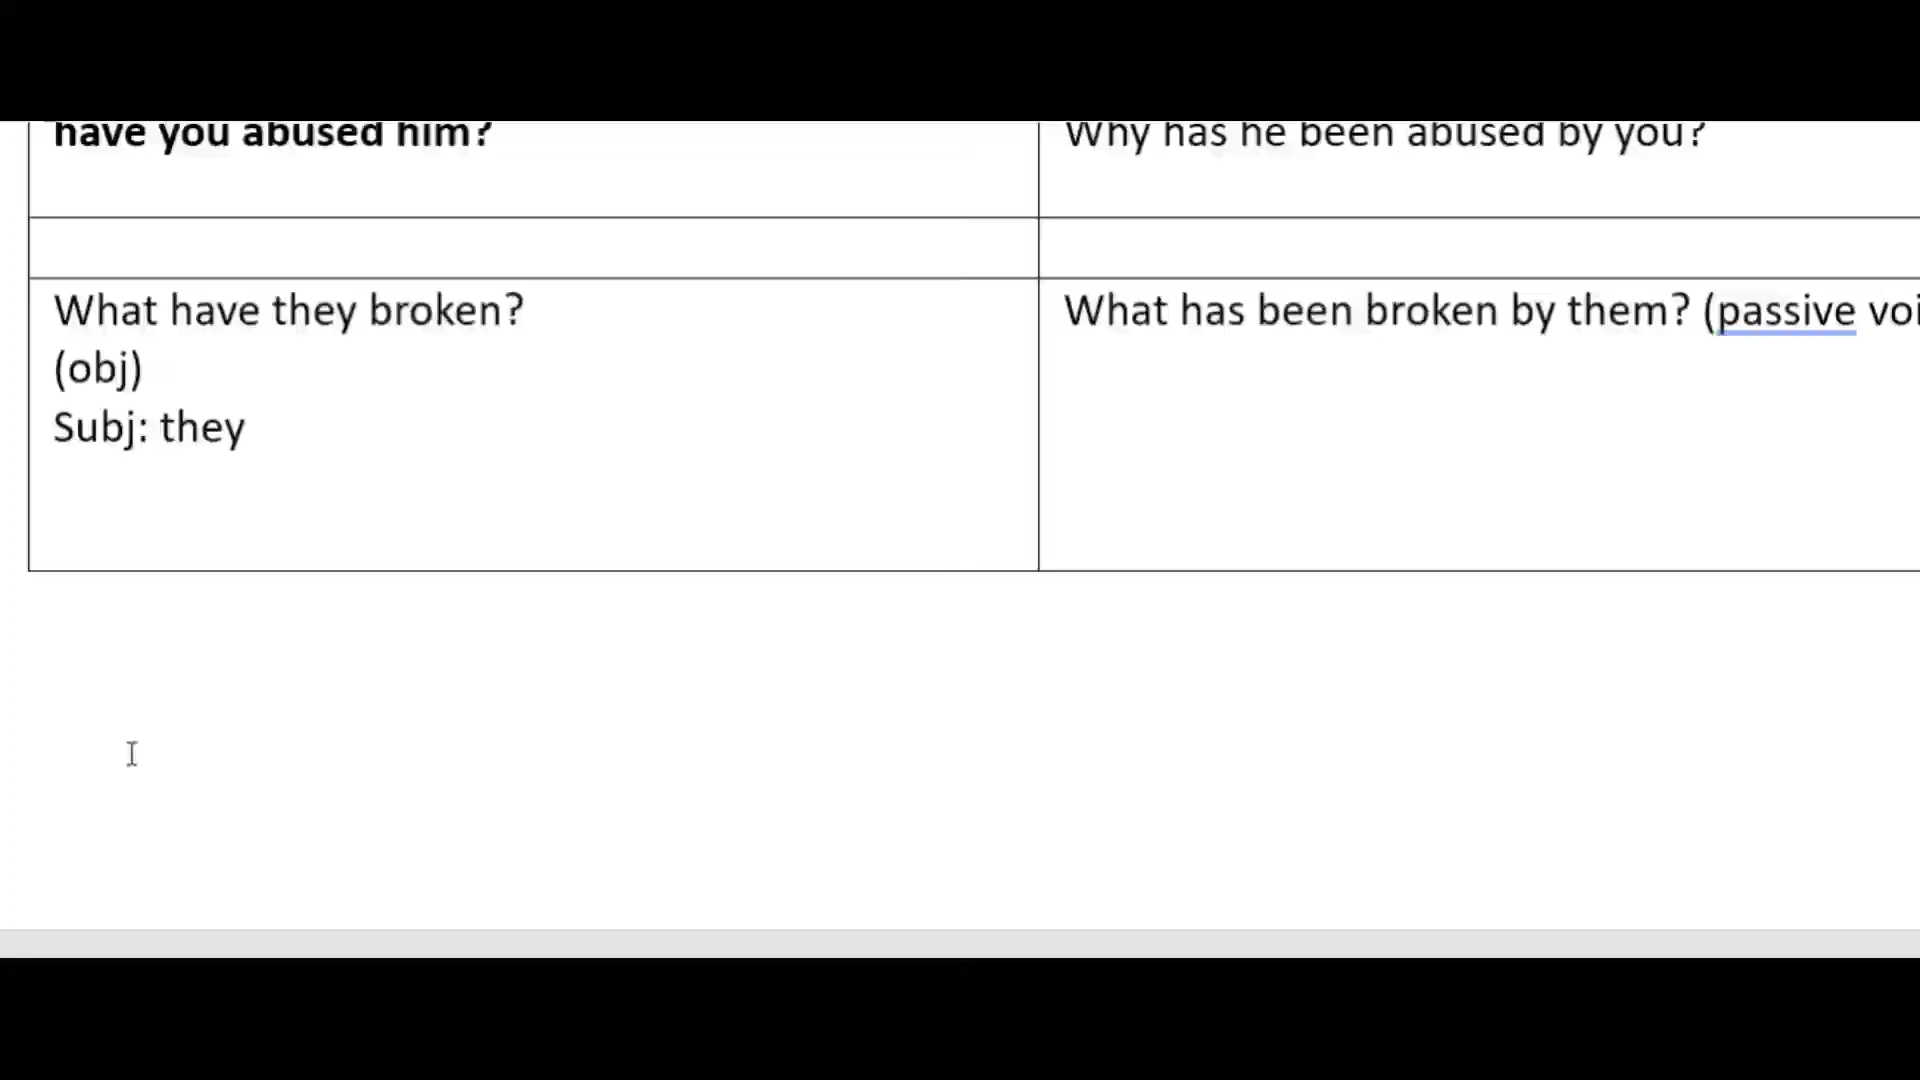 have you abused him?
Why has he been abused by you?
What have they broken?
(obj)
Subj: they
What has been broken by them? (passive